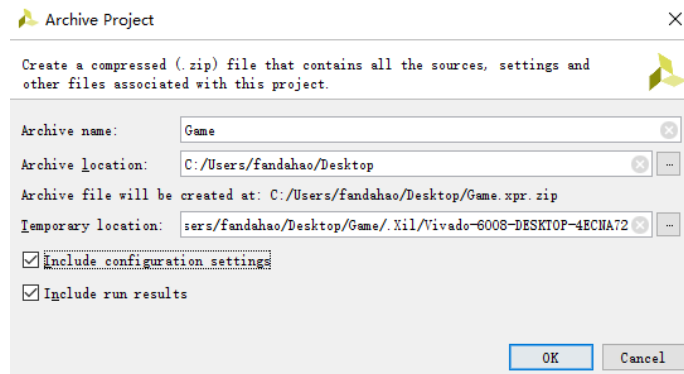 Archive Project
Create a compressed (.zip) file that contains all the sources, settings and
other files associated with this project.
Archive name: Game
Archive location: C:/Users/fandahao/Desktop ...
Archive file will be created at: C:/Users/fandahao/Desktop/Game.xpr.zip
Temporary location: sers/fandahao/Desktop/Game/.Xil/Vivado-6008-DESKTOP-4ECNA72 ...
Include configuration settings
Include run results
OK Cancel